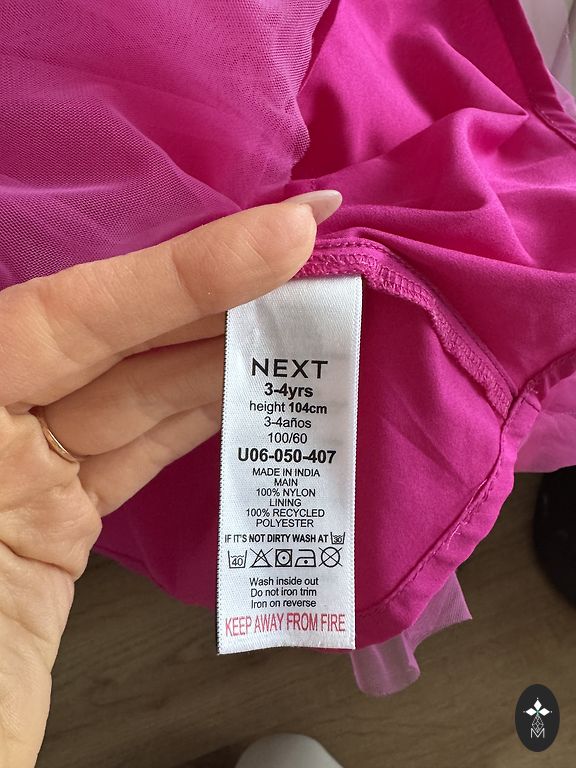 NEXT
3-4yrs
height 104cm
3-4años
100/60
U06-050-407
MADE IN INDIA
MAIN
100% NYLON
LINING
100% RECYCLED
POLYESTER
IF IT'S NOT DIRTY WASH AT 30
40
Wash inside out
Do not iron trim
Iron on reverse
KEEP AWAY FROM FIRE
M